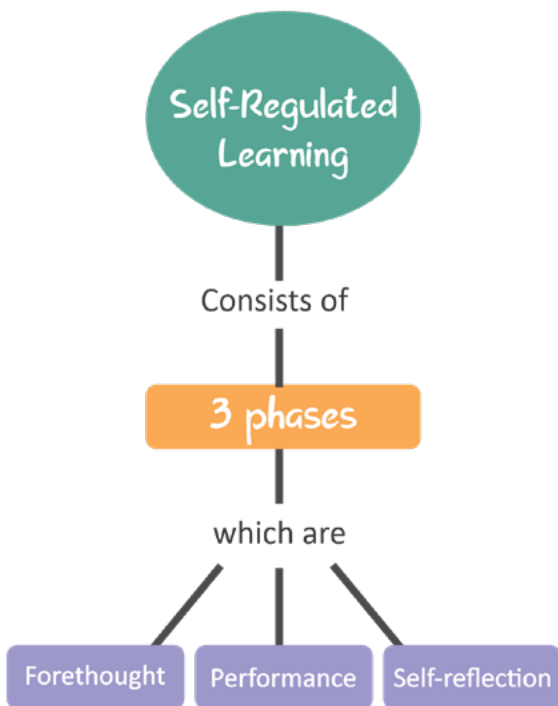 Self-Regulated
Learning
Consists of
3 phases
which are
Forethought
Performance
Self-reflection